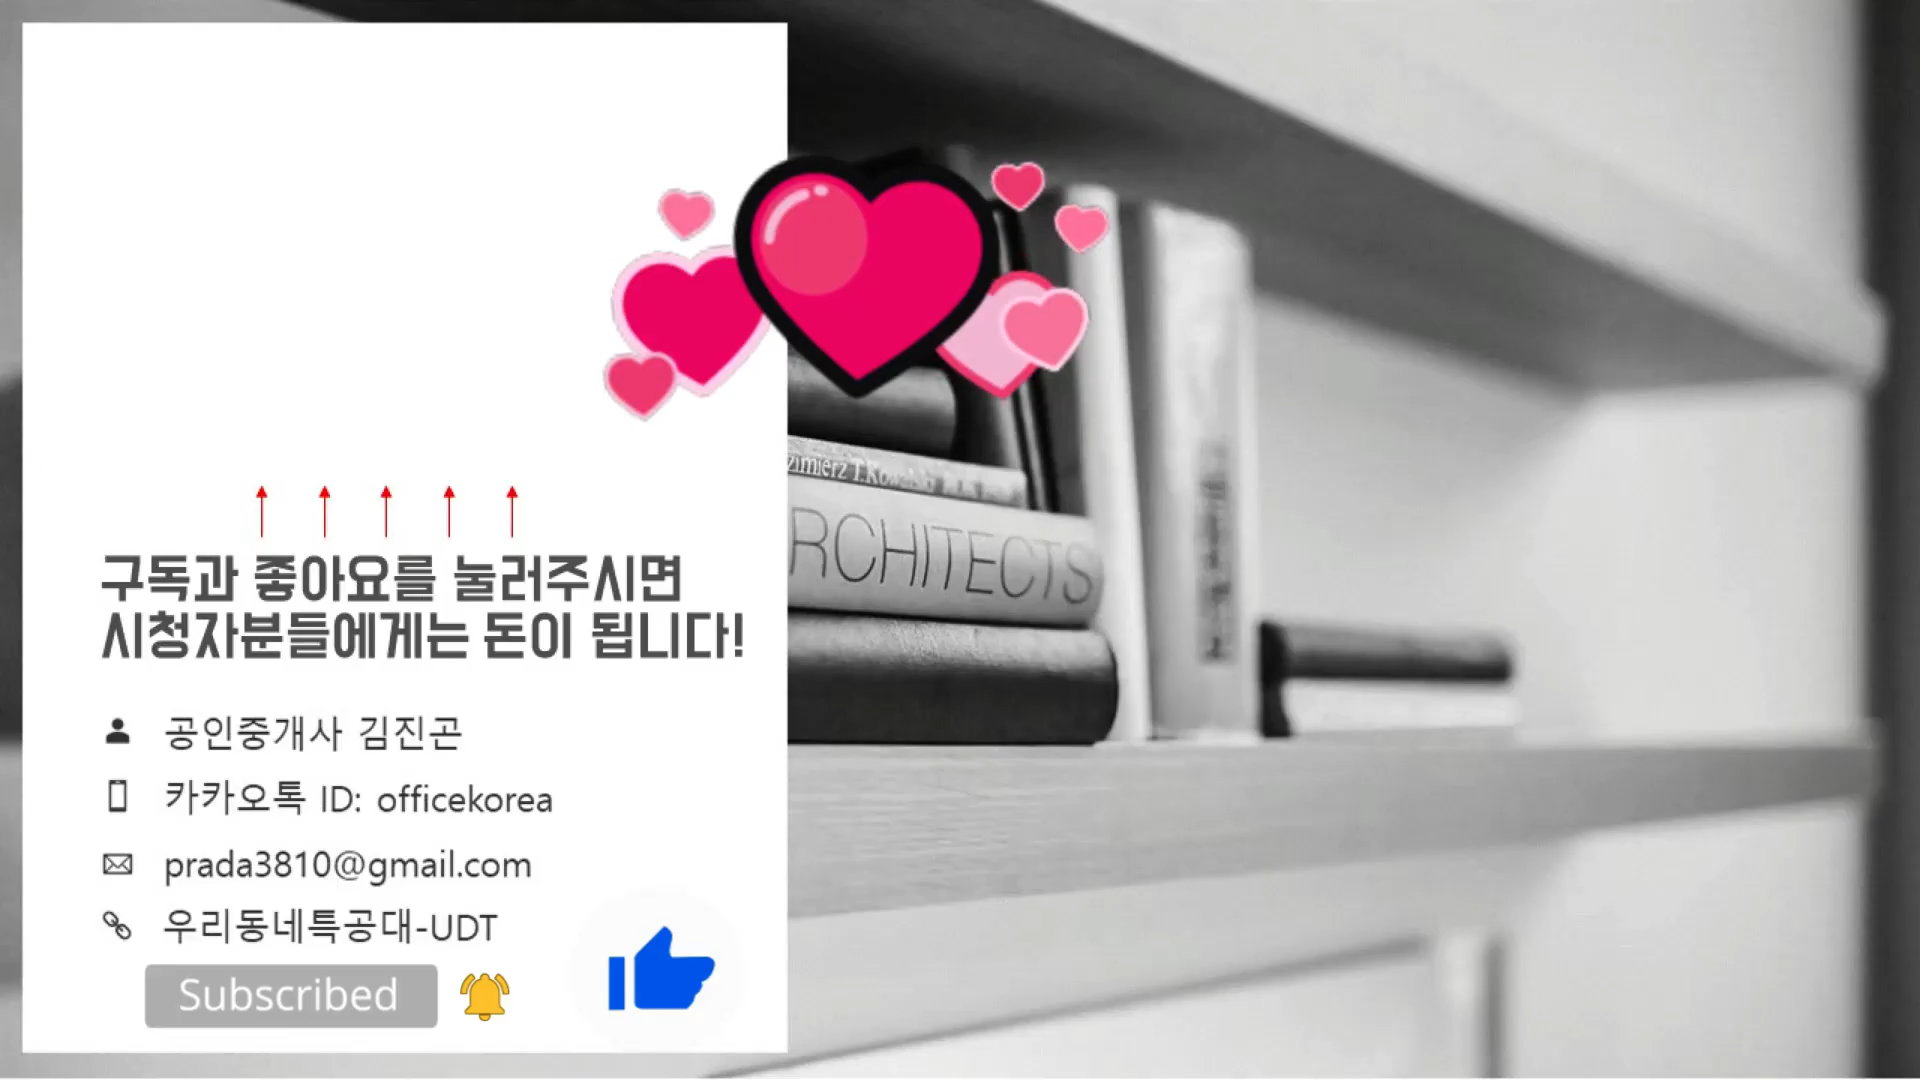 구독과 좋아요를 눌러주시면
시청자분들에게는 돈이 됩니다!
공인중개사 김진곤
카카오톡 ID: officekorea
prada3810@gmail.com
우리동네특공대-UDT
Subscribed
zimierz T.Kowalski
RCHITECTS